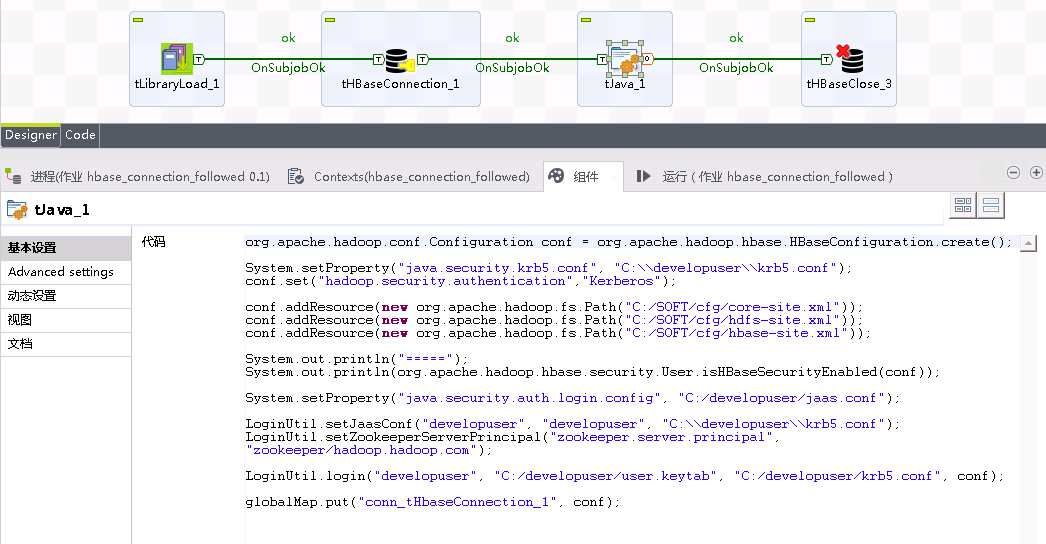 ok ok ok
OnSubjobOk OnSubjobOk OnSubjobOk
T T T T O T
tLibraryLoad_1 tHBaseConnection_1 tJava_1 tHBaseClose_3
Designer Code
进程(作业 hbase_connection_followed 0.1) Contexts(hbase_connection_followed) 组件 运行 ( 作业 hbase_connection_followed )
tJava_1
基本设置
Advanced settings
动态设置
视图
文档
代码
org.apache.hadoop.conf.Configuration conf = org.apache.hadoop.hbase.HBaseConfiguration.create();
System.setProperty("java.security.krb5.conf", "C:\\developuser\\krb5.conf");
conf.set("hadoop.security.authentication","Kerberos");
conf.addResource(new org.apache.hadoop.fs.Path("C:/SOFT/cfg/core-site.xml"));
conf.addResource(new org.apache.hadoop.fs.Path("C:/SOFT/cfg/hdfs-site.xml"));
conf.addResource(new org.apache.hadoop.fs.Path("C:/SOFT/cfg/hbase-site.xml"));
System.out.println("=====");
System.out.println(org.apache.hadoop.hbase.security.User.isHBaseSecurityEnabled(conf));
System.setProperty("java.security.auth.login.config", "C:/developuser/jaas.conf");
LoginUtil.setJaasConf("developuser", "developuser", "C:\\developuser\\krb5.conf");
LoginUtil.setZookeeperServerPrincipal("zookeeper.server.principal",
"zookeeper/hadoop.hadoop.com");
LoginUtil.login("developuser", "C:/developuser/user.keytab", "C:/developuser/krb5.conf", conf);
globalMap.put("conn_tHbaseConnection_1", conf);